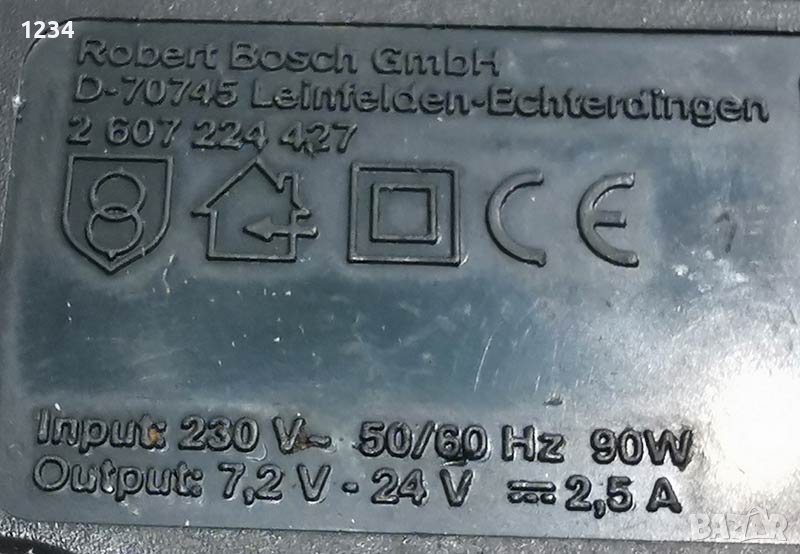 1234
Robert Bosch GmbH
D-70745 Leinfelden-Echterdingen
2 607 224 427
CE
Input: 230 V~ 50/60 Hz 90W
Output: 7,2 V - 24 V ⎓ 2,5 A
BAZAR